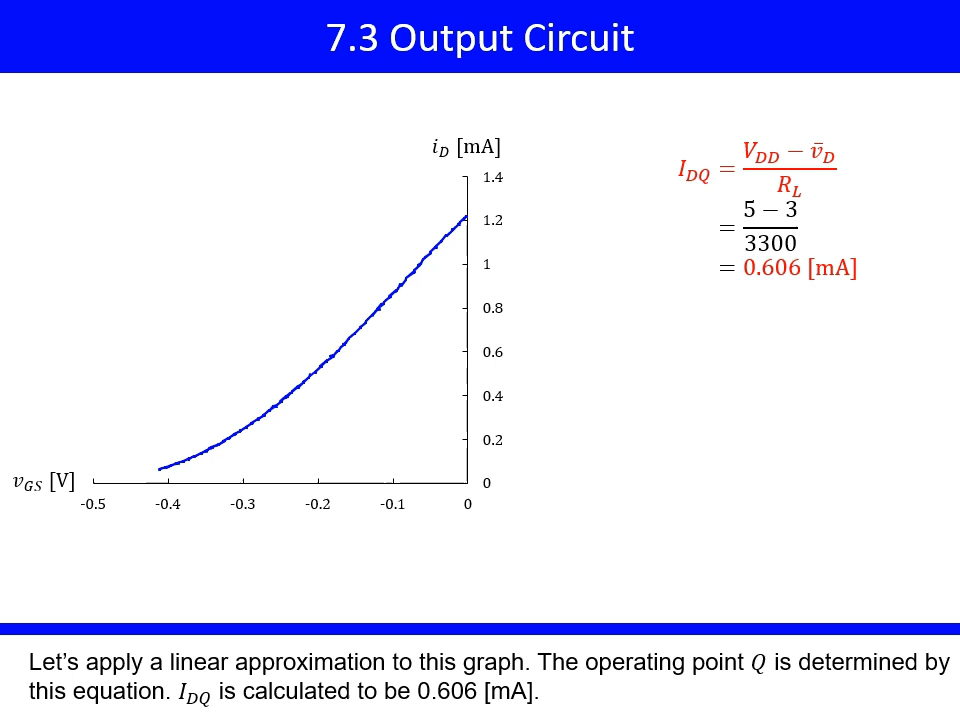 7.3 Output Circuit
i_D [mA]
1.4
1.2
1
0.8
0.6
0.4
0.2
0
v_GS [V]
-0.5 -0.4 -0.3 -0.2 -0.1 0
I_DQ = (V_DD − v̄_D) / R_L
= (5 − 3) / 3300
= 0.606 [mA]
Let’s apply a linear approximation to this graph. The operating point Q is determined by
this equation. I_DQ is calculated to be 0.606 [mA].